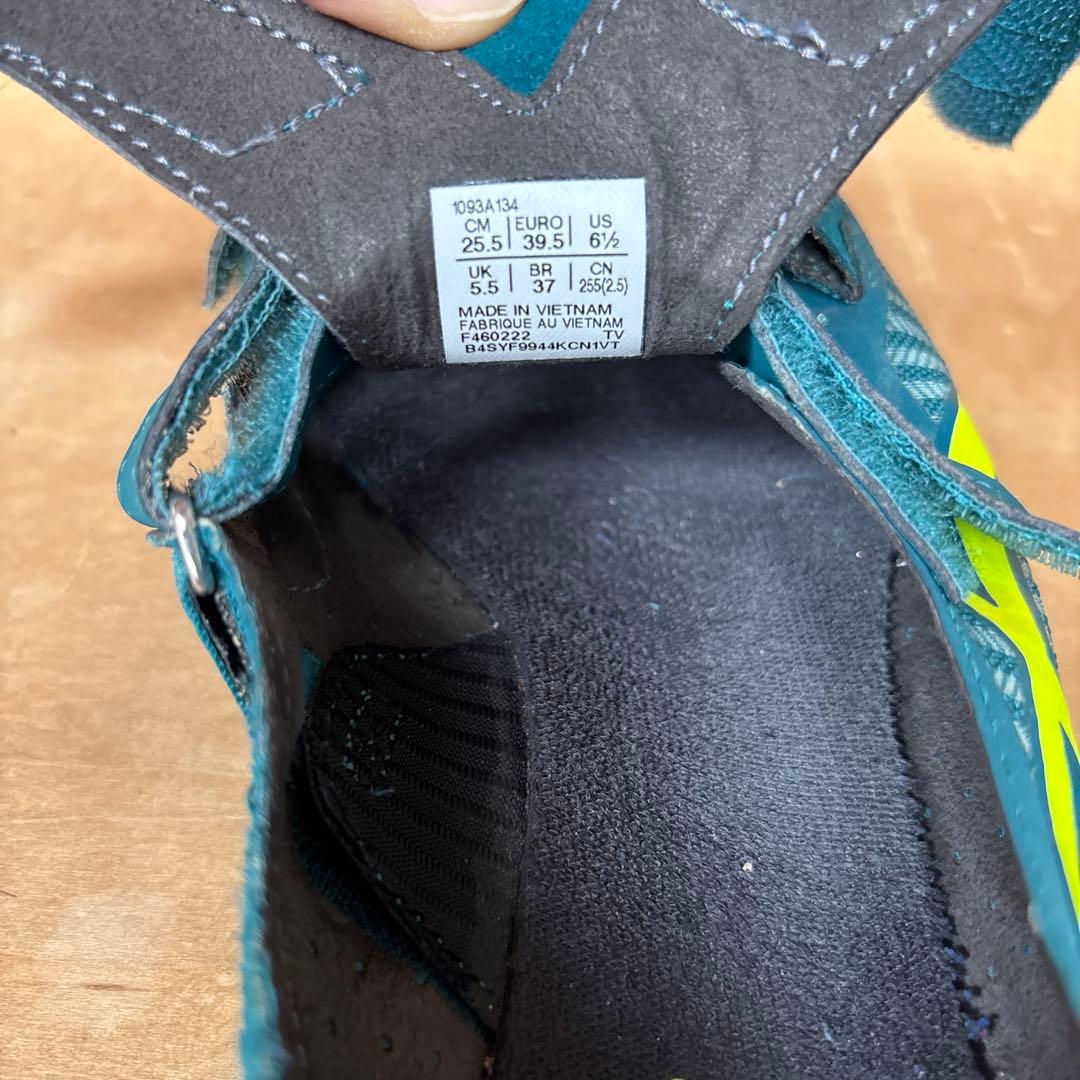 1093A134
CM EURO US
25.5 39.5 6½
UK BR CN
5.5 37 255(2.5)
MADE IN VIETNAM
FABRIQUE AU VIETNAM
F460222 TV
B4SYF9944KCN1VT